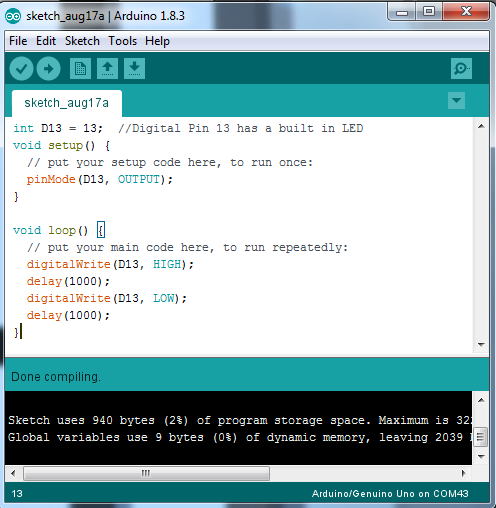 sketch_aug17a | Arduino 1.8.3
File Edit Sketch Tools Help
sketch_aug17a
int D13 = 13;  //Digital Pin 13 has a built in LED
void setup() {
  // put your setup code here, to run once:
  pinMode(D13, OUTPUT);
}
void loop() {
  // put your main code here, to run repeatedly:
  digitalWrite(D13, HIGH);
  delay(1000);
  digitalWrite(D13, LOW);
  delay(1000);
}
Done compiling.
Sketch uses 940 bytes (2%) of program storage space. Maximum is
Global variables use 9 bytes (0%) of dynamic memory, leaving 2039
13 Arduino/Genuino Uno on COM43